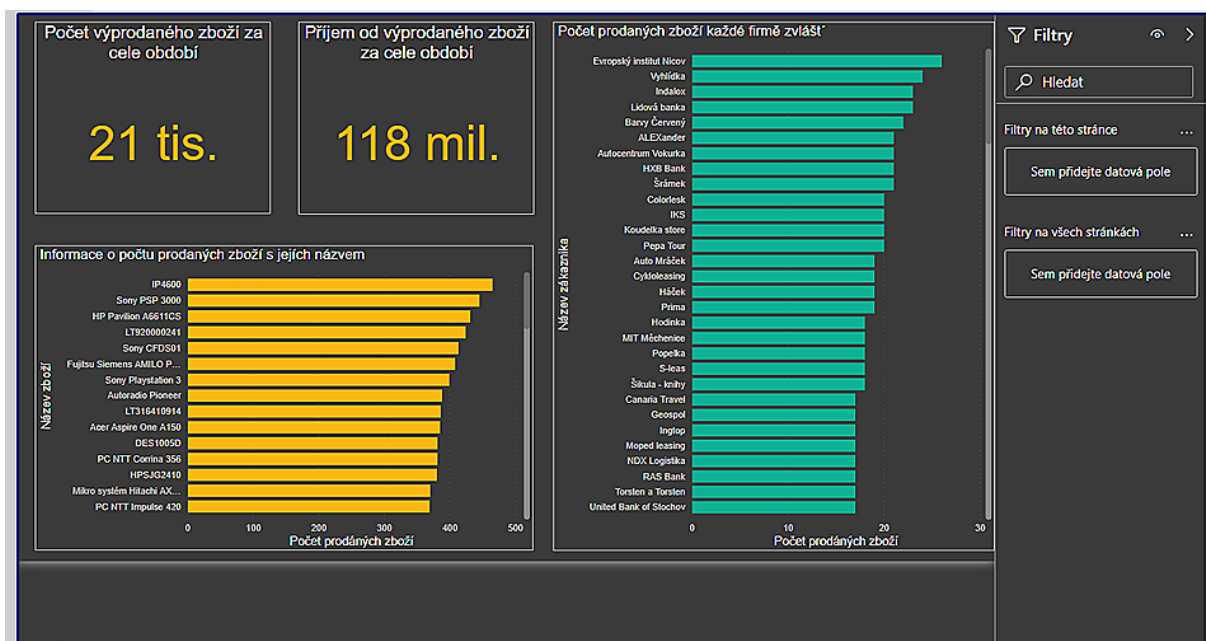 Počet výprodaného zboží za
cele období
21 tis.
Příjem od výprodaného zboží
za cele období
118 mil.
Informace o počtu prodaných zboží s jejích názvem
Název zboží
IP4600
Sony PSP 3000
HP Pavilion A6611CS
LT920000241
Sony CFDS01
Fujitsu Siemens AMILO P...
Sony Playstation 3
Autoradio Pioneer
LT316410914
Acer Aspire One A150
DES1005D
PC NTT Corrina 356
HPSJG2410
Mikro systém Hitachi AX...
PC NTT Impulse 420
0 100 200 300 400 500
Počet prodáných zboží
Počet prodaných zboží každé firmě zvlášť
Název zákazníka
Evropský institut Nicov
Vyhlídka
Indalox
Lidová banka
Barvy Červený
ALEXander
Autocentrum Vokurka
HXB Bank
Šrámek
Colorlesk
IKS
Koudelka store
Pepa Tour
Auto Mráček
Cykloleasing
Háček
Prima
Hodinka
MIT Měchenice
Popelka
S-leas
Šikula - knihy
Canaria Travel
Geospol
Inglop
Moped leasing
NDX Logistika
RAS Bank
Torsten a Torsten
United Bank of Stochov
0 10 20 30
Počet prodáných zboží
Filtry
Hledat
Filtry na této stránce ...
Sem přidejte datová pole
Filtry na všech stránkách ...
Sem přidejte datová pole